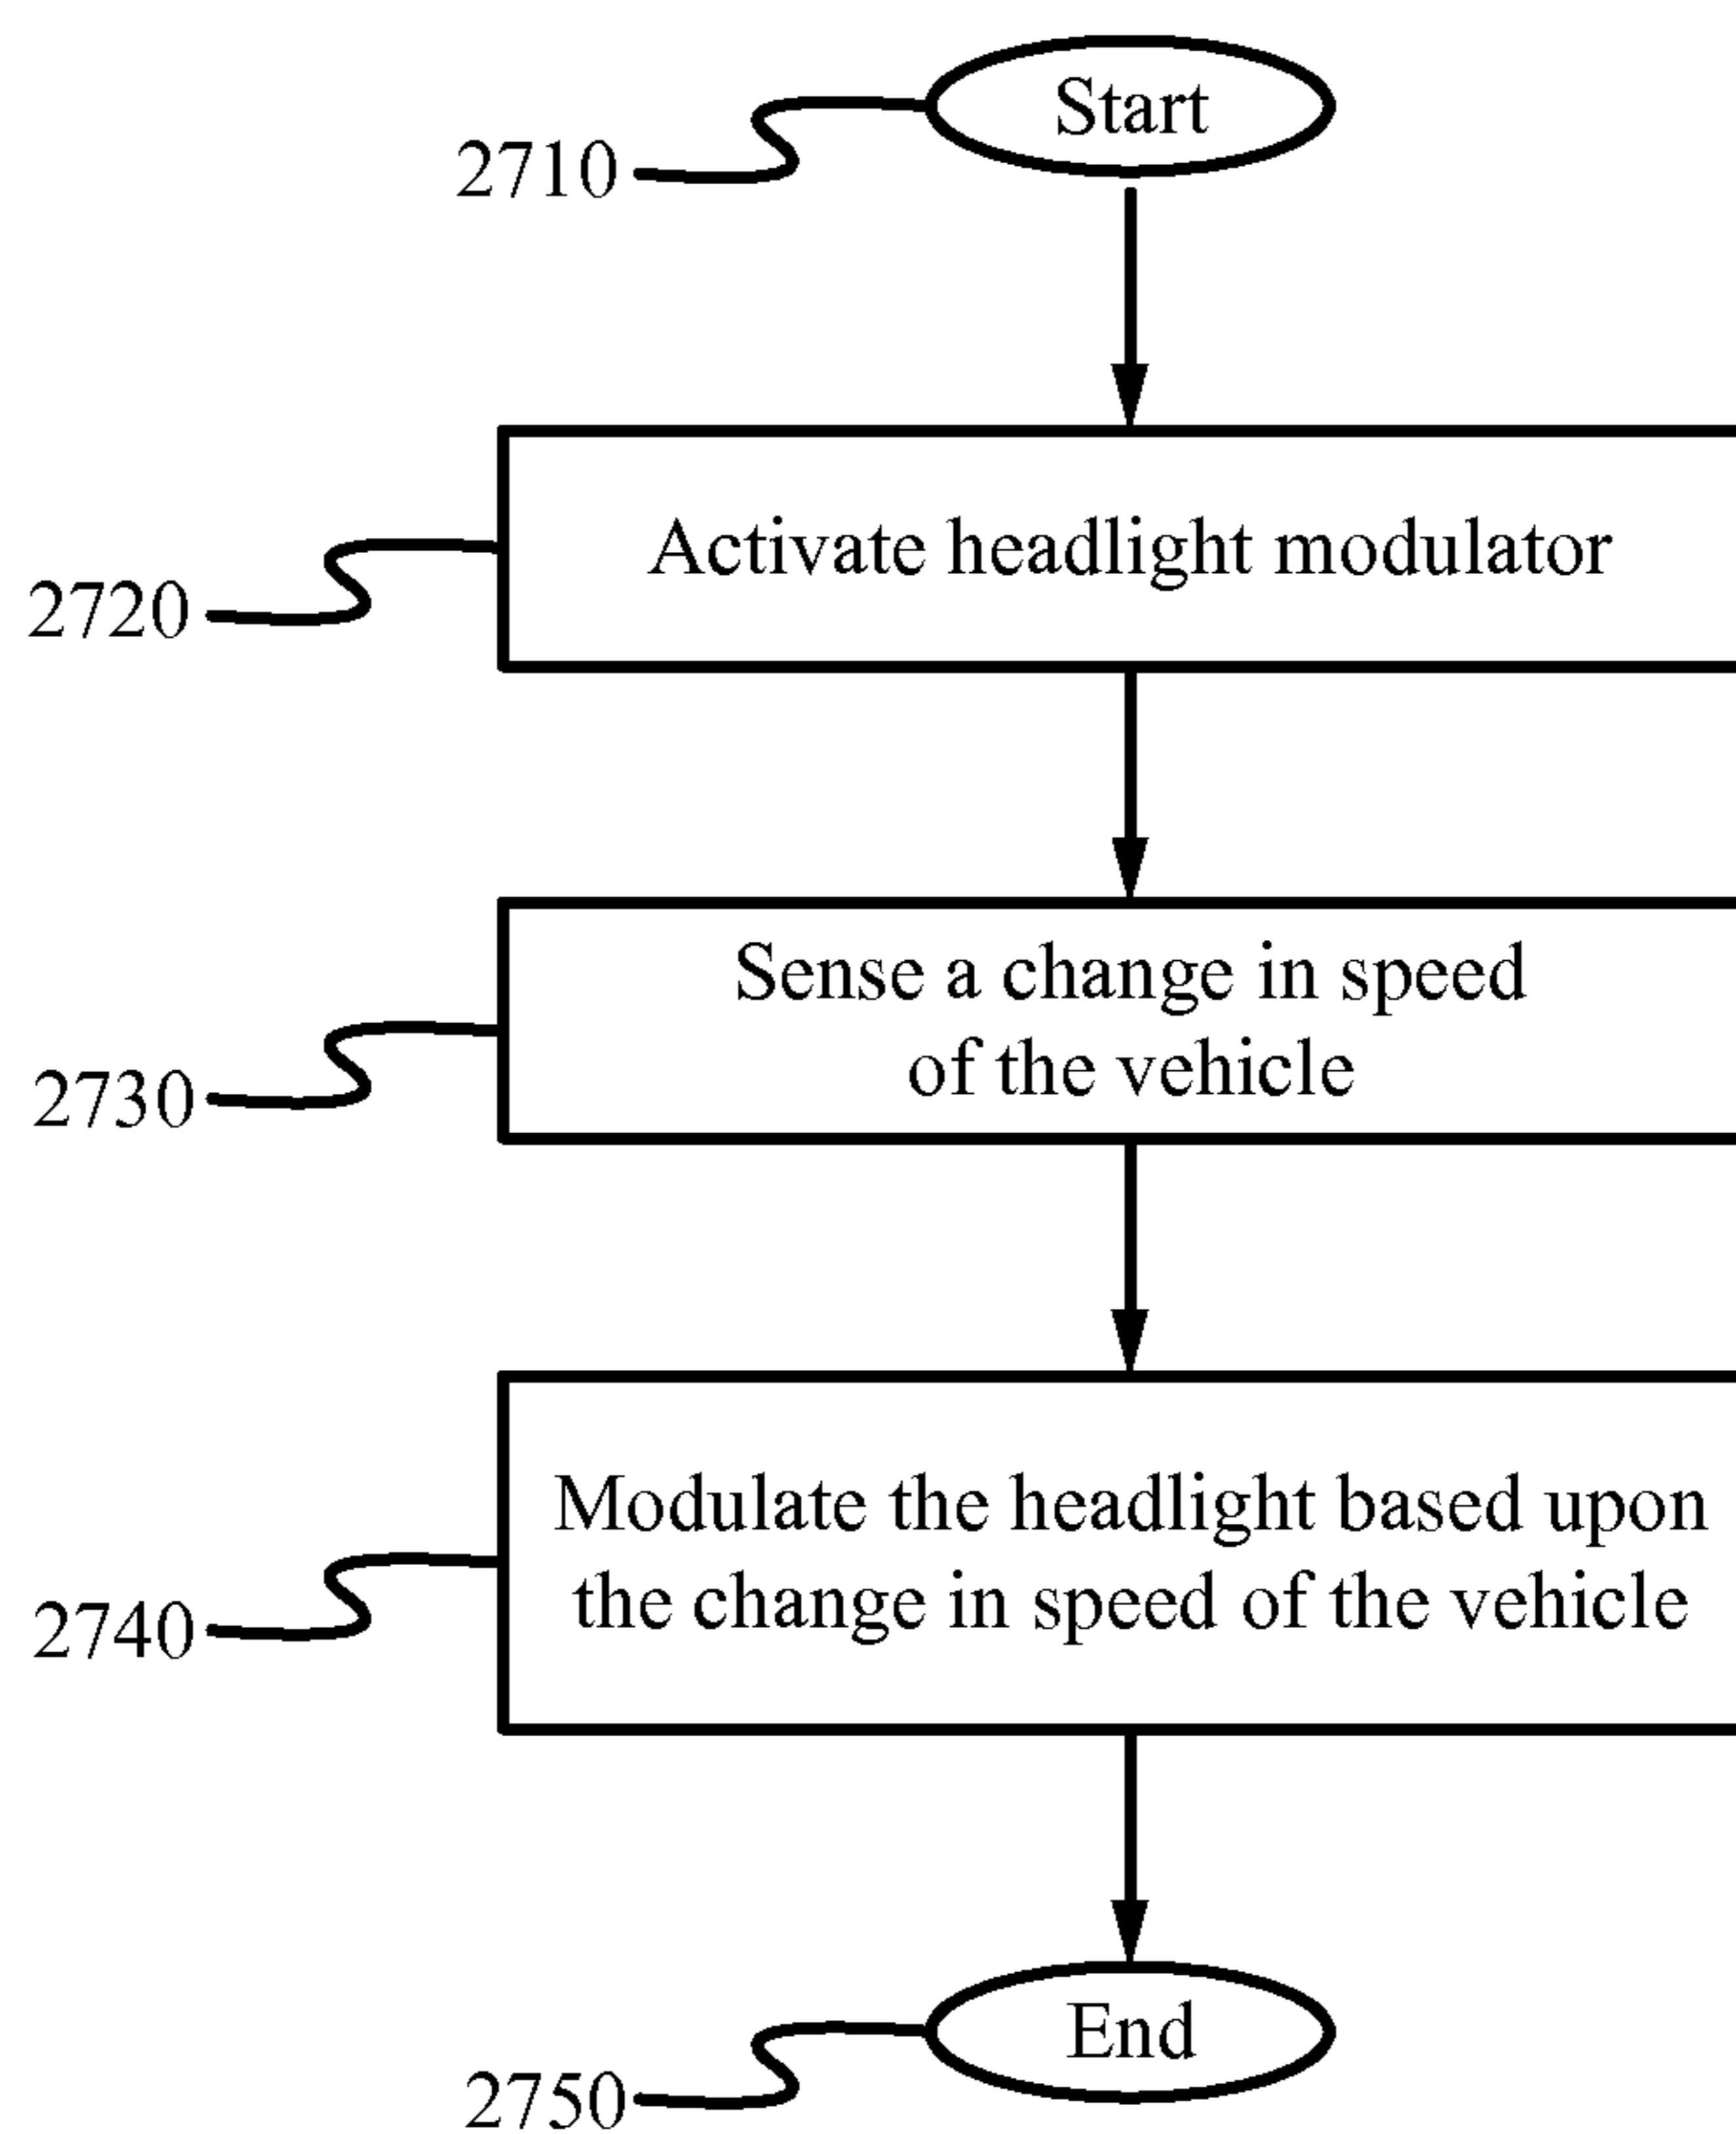 Start
2710
Activate headlight modulator
2720
Sense a change in speed
of the vehicle
2730
Modulate the headlight based upon
the change in speed of the vehicle
2740
End
2750